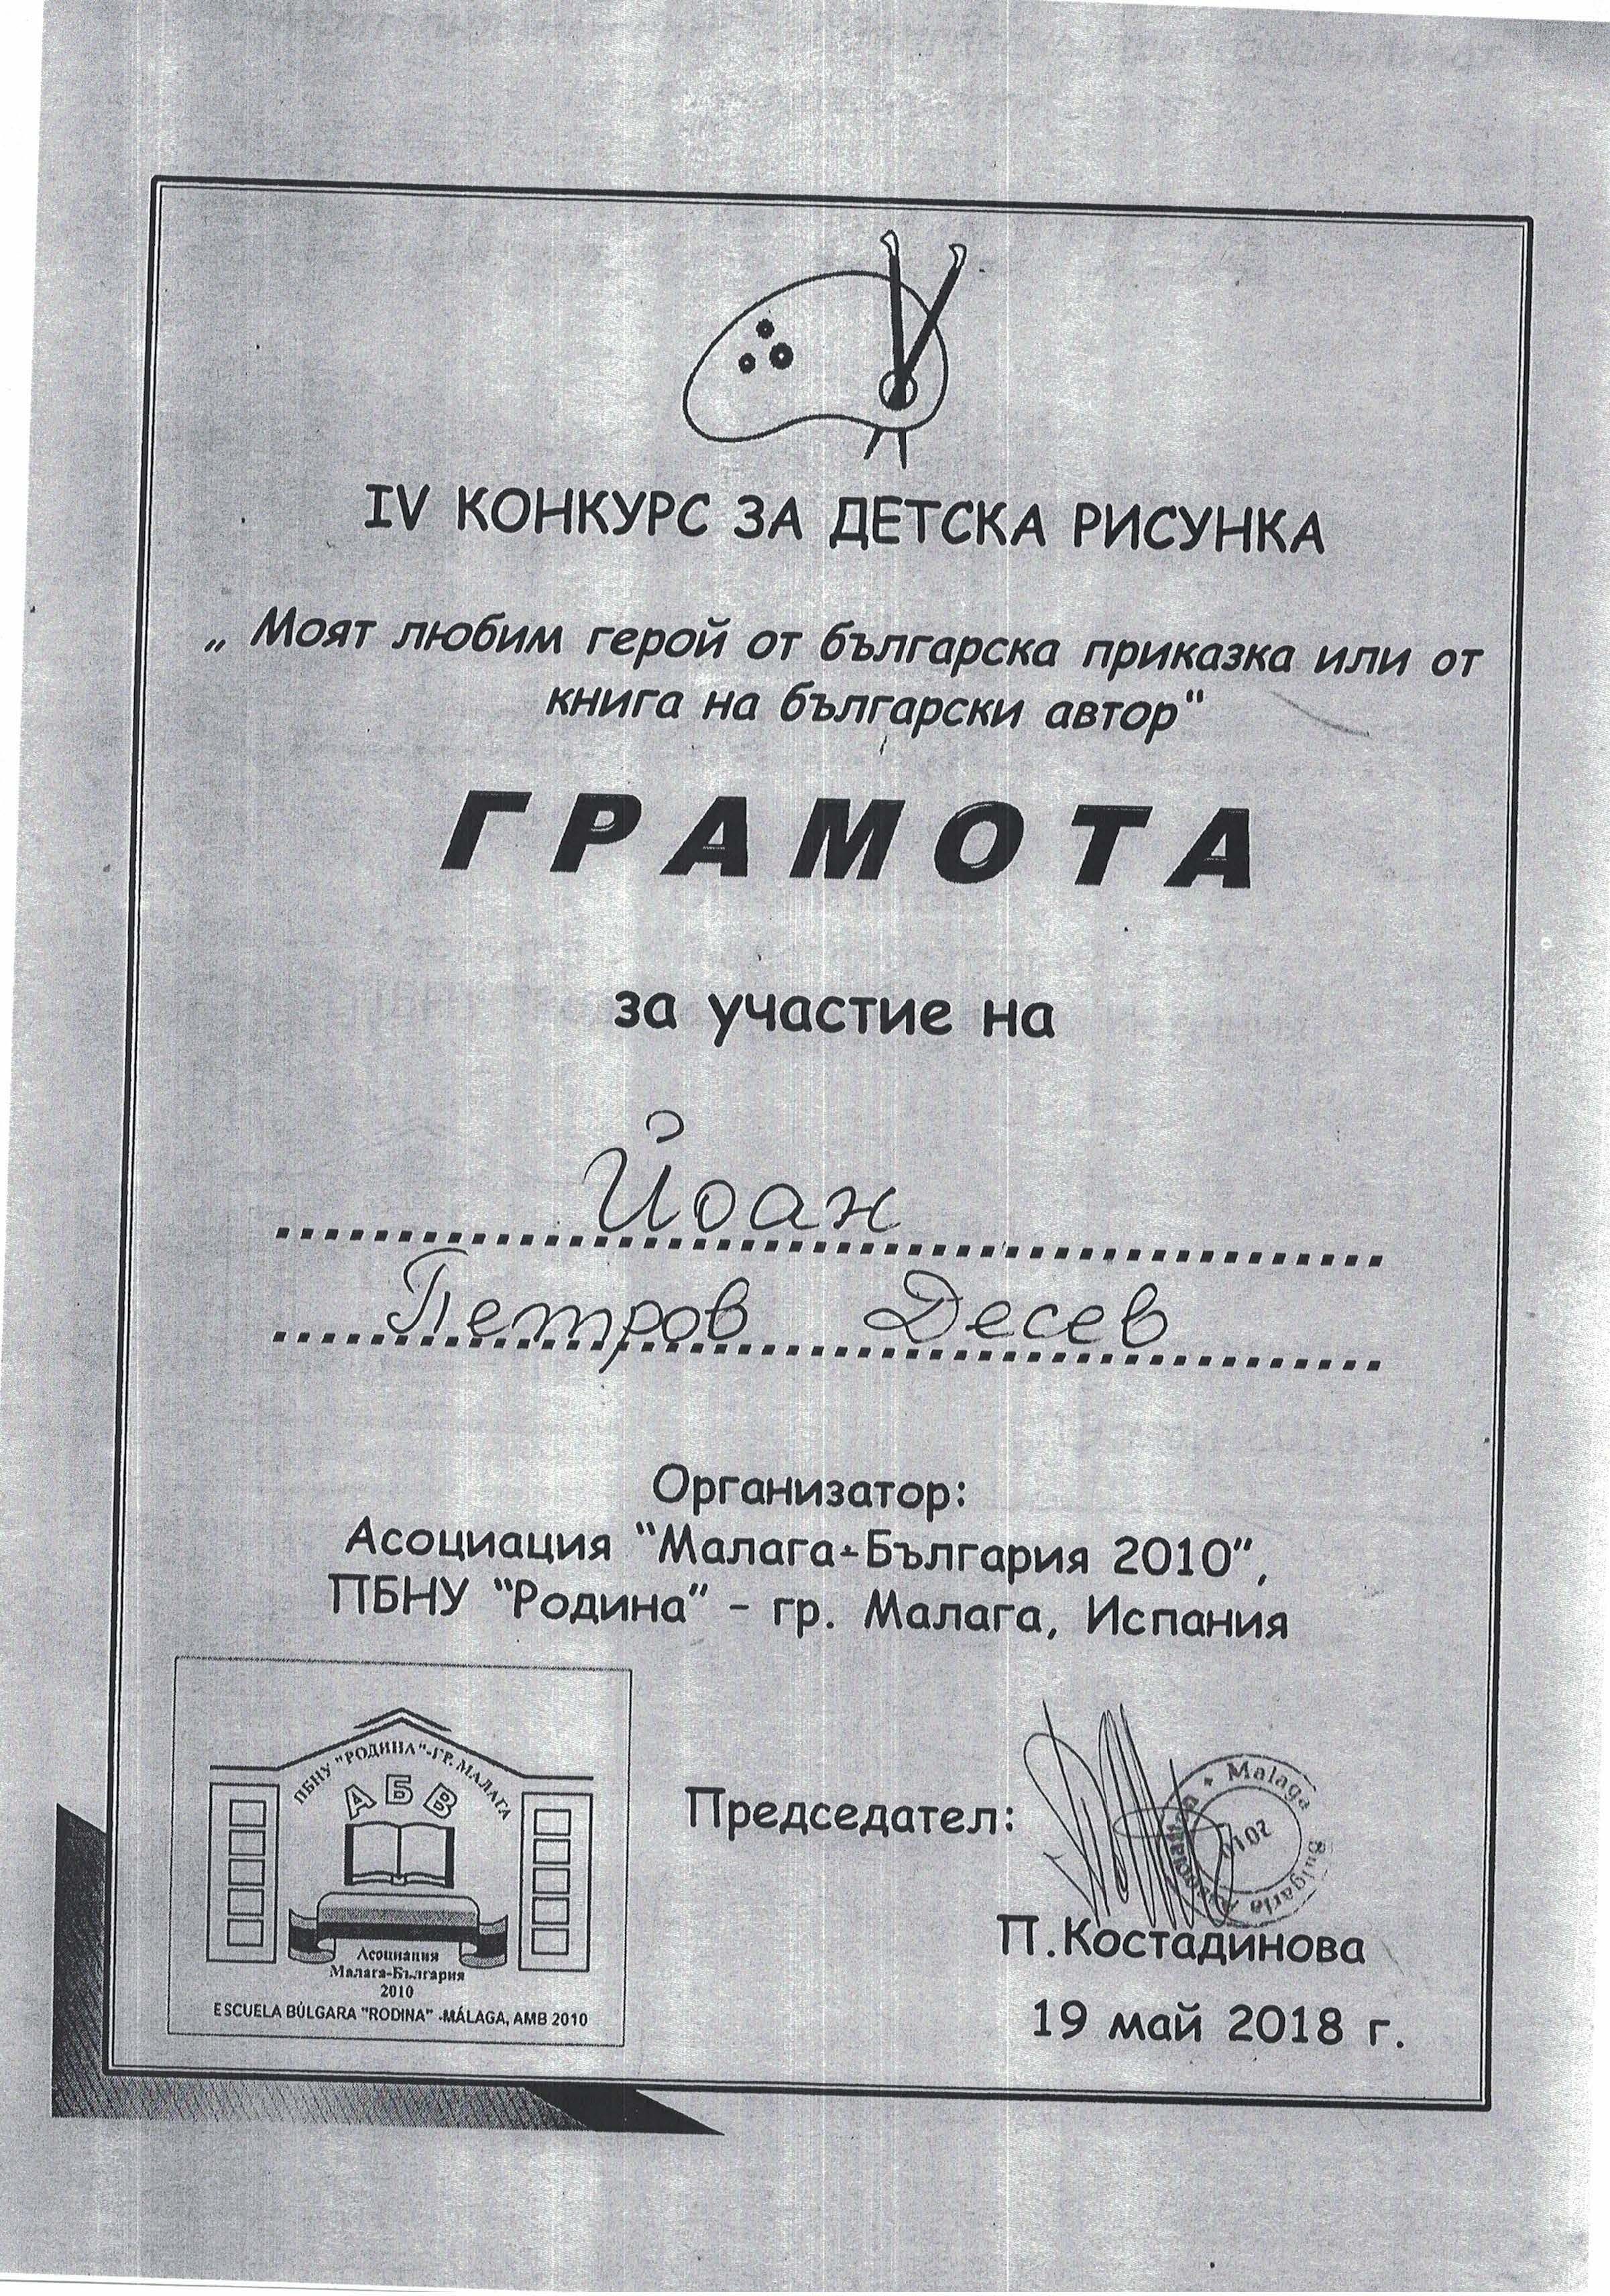 IV КОНКУРС ЗА ДЕТСКА РИСУНКА
„ Моят любим герой от българска приказка или от
книга на български автор“
ГРАМОТА
за участие на
Йоан
Петров Десев
Организатор:
Асоциация “Малага-България 2010”,
ПБНУ “Родина” – гр. Малага, Испания
ПБНУ "РОДИНА"-ГР. МАЛАГА
А Б В
Асоциация
Малага-България
2010
ESCUELA BÚLGARA "RODINA" -MÁLAGA, AMB 2010
Председател:
Malaga Bulgaria
2010
П.Костадинова
19 май 2018 г.